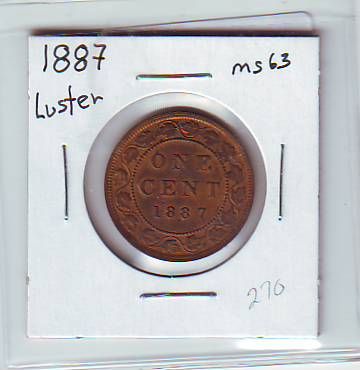 1887
ms63
Luster
ONE
CENT
1887
270